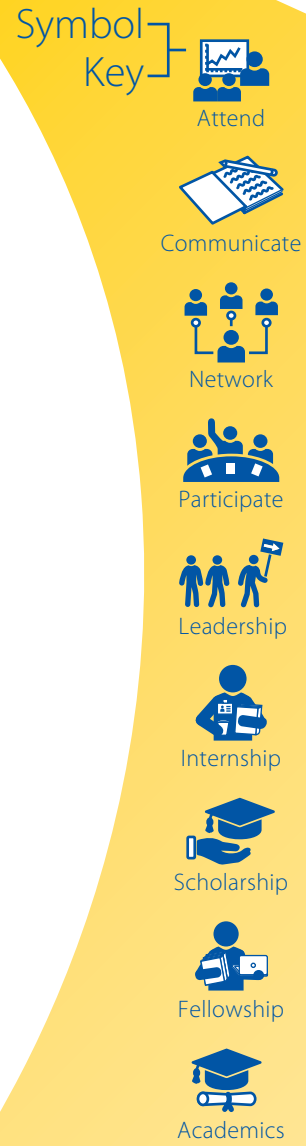 Symbol
Key
Attend
Communicate
Network
Participate
Leadership
Internship
Scholarship
Fellowship
Academics